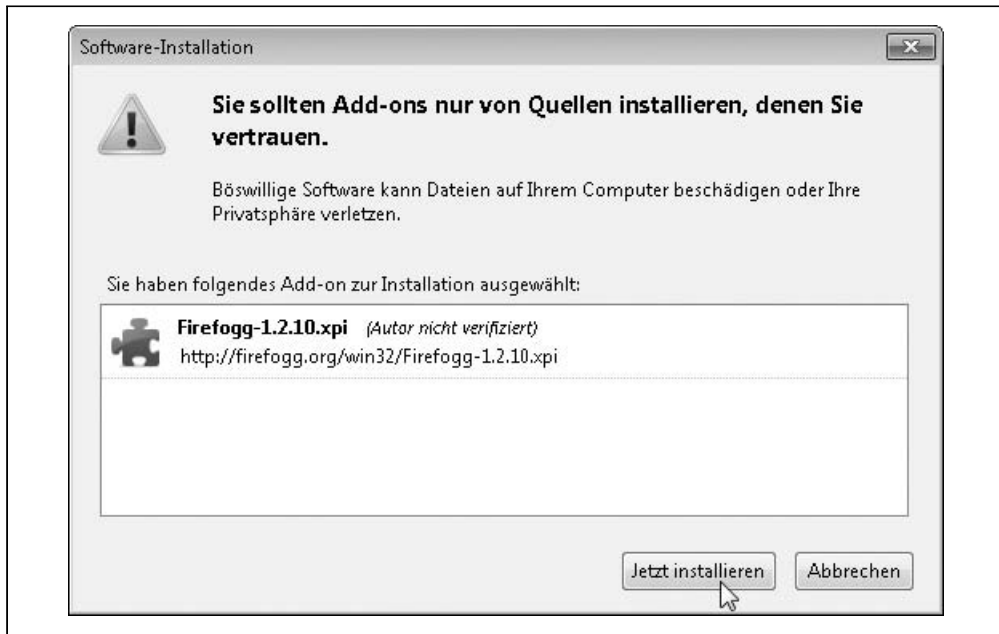 Software-Installation
Sie sollten Add-ons nur von Quellen installieren, denen Sie
vertrauen.
Böswillige Software kann Dateien auf Ihrem Computer beschädigen oder Ihre
Privatsphäre verletzen.
Sie haben folgendes Add-on zur Installation ausgewählt:
Firefogg-1.2.10.xpi (Autor nicht verifiziert)
http://firefogg.org/win32/Firefogg-1.2.10.xpi
Jetzt installieren Abbrechen